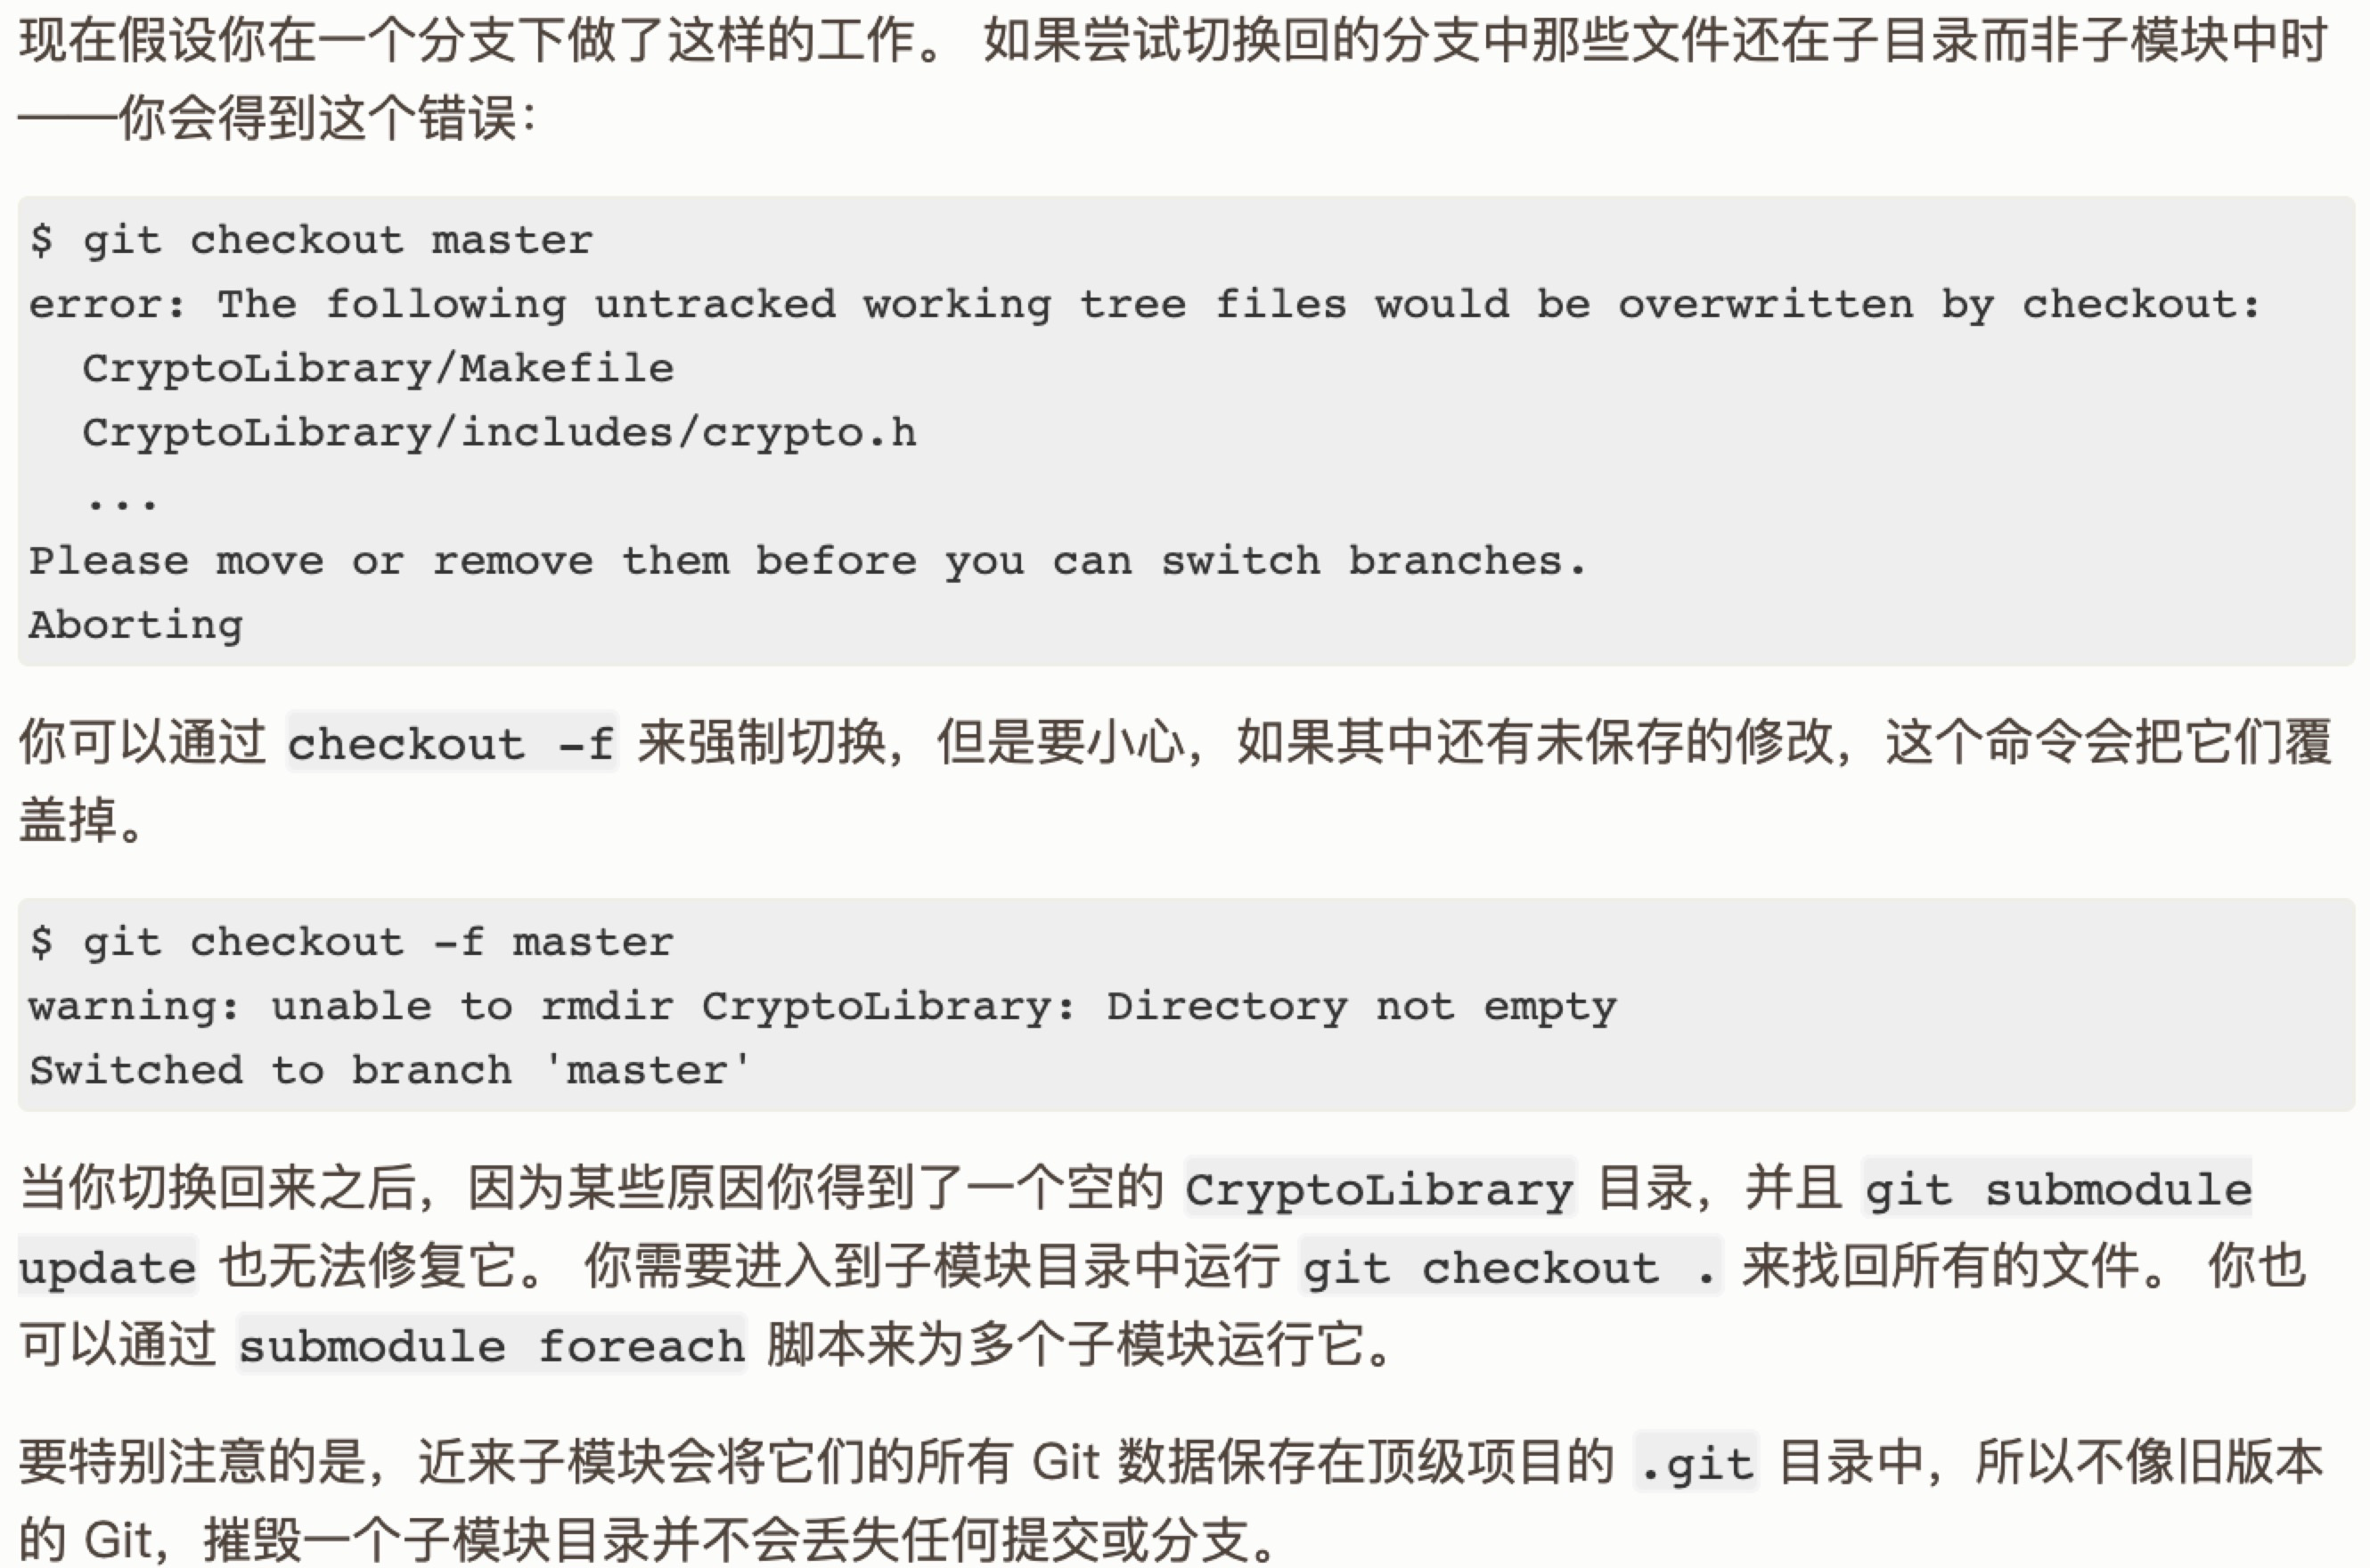 现在假设你在一个分支下做了这样的工作。 如果尝试切换回的分支中那些文件还在子目录而非子模块中时
——你会得到这个错误：
$ git checkout master
error: The following untracked working tree files would be overwritten by checkout:
  CryptoLibrary/Makefile
  CryptoLibrary/includes/crypto.h
  ...
Please move or remove them before you can switch branches.
Aborting
你可以通过 checkout -f 来强制切换，但是要小心，如果其中还有未保存的修改，这个命令会把它们覆
盖掉。
$ git checkout -f master
warning: unable to rmdir CryptoLibrary: Directory not empty
Switched to branch 'master'
当你切换回来之后，因为某些原因你得到了一个空的 CryptoLibrary 目录，并且 git submodule
update 也无法修复它。 你需要进入到子模块目录中运行 git checkout . 来找回所有的文件。 你也
可以通过 submodule foreach 脚本来为多个子模块运行它。
要特别注意的是，近来子模块会将它们的所有 Git 数据保存在顶级项目的 .git 目录中，所以不像旧版本
的 Git，摧毁一个子模块目录并不会丢失任何提交或分支。